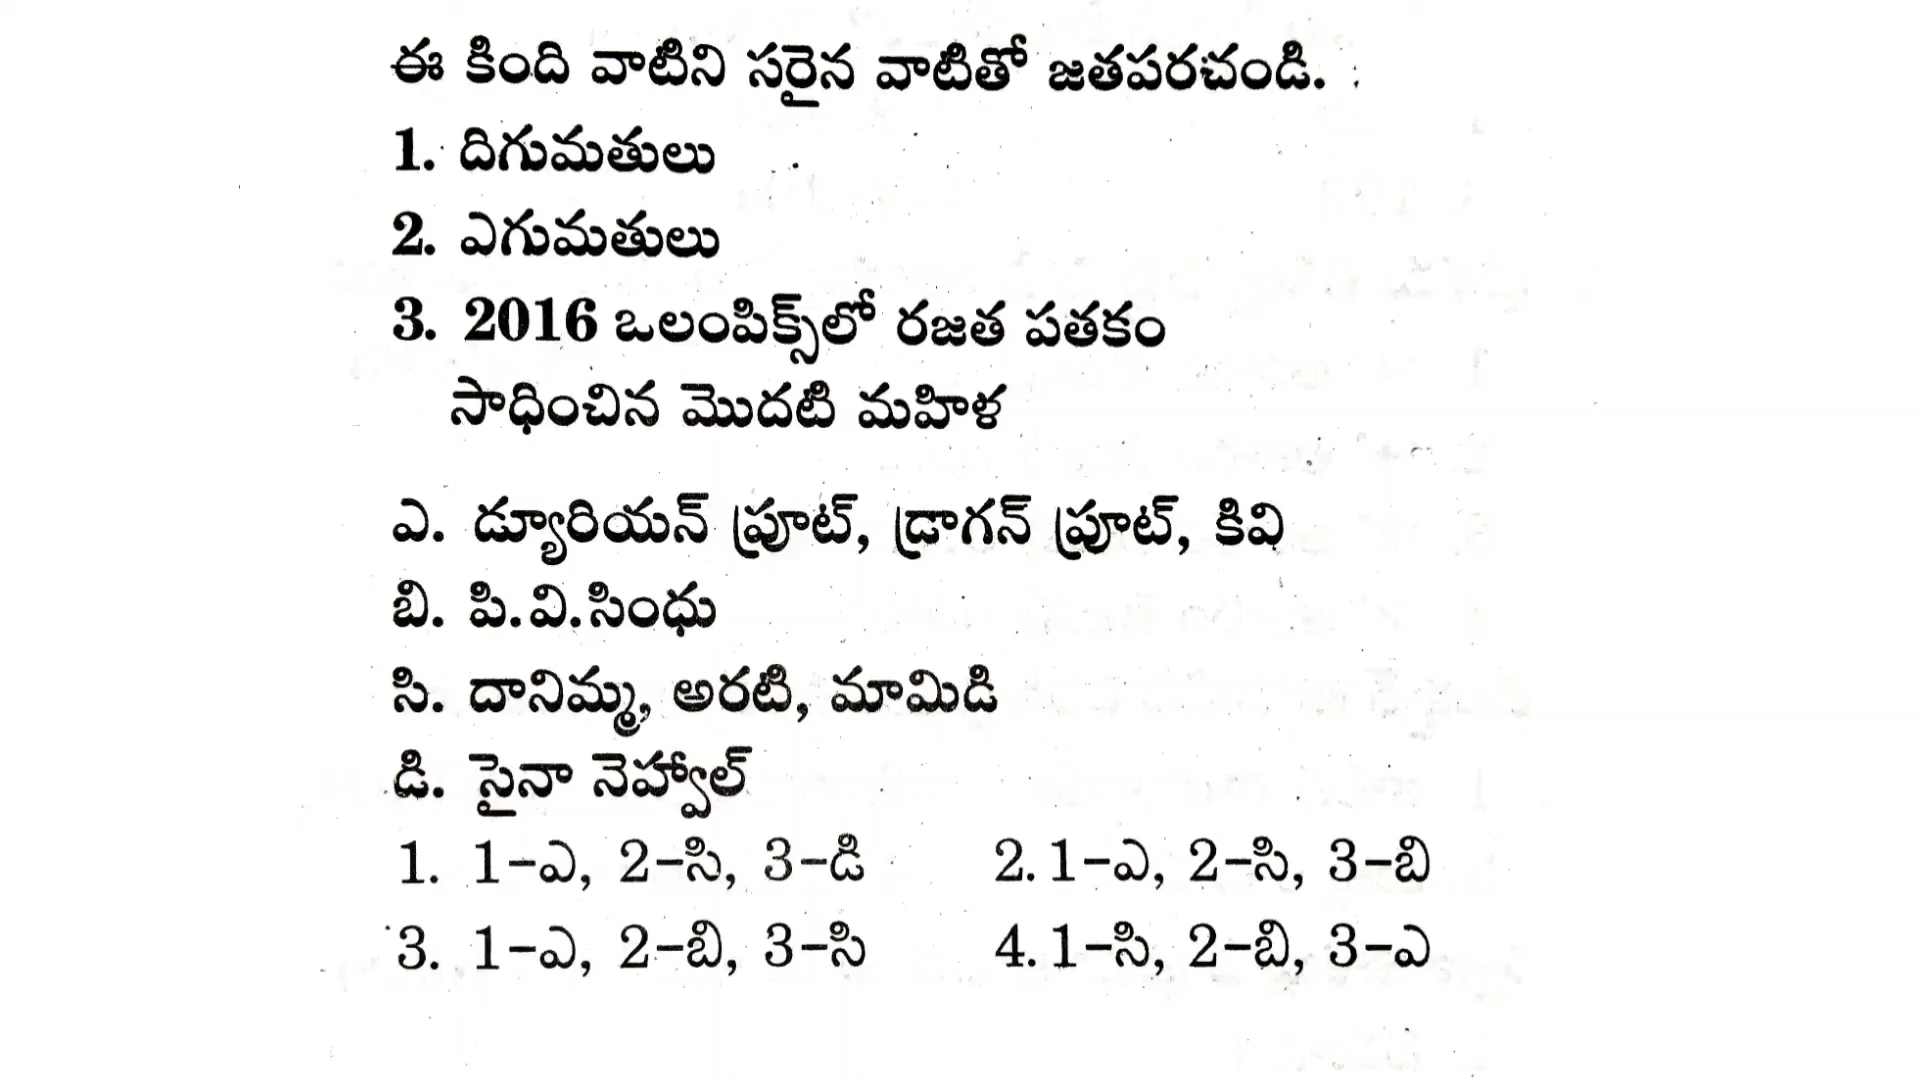 ఈ కింది వాటిని సరైన వాటితో జతపరచండి.
1. దిగుమతులు
2. ఎగుమతులు
3. 2016 ఒలంపిక్స్‌లో రజత పతకం
సాధించిన మొదటి మహిళ
ఎ. డ్యూరియన్ ఫ్రూట్, డ్రాగన్ ఫ్రూట్, కివి
బి. పి.వి.సింధు
సి. దానిమ్మ, అరటి, మామిడి
డి. సైనా నెహ్వాల్
1. 1-ఎ, 2-సి, 3-డి 2. 1-ఎ, 2-సి, 3-బి
3. 1-ఎ, 2-బి, 3-సి 4. 1-సి, 2-బి, 3-ఎ